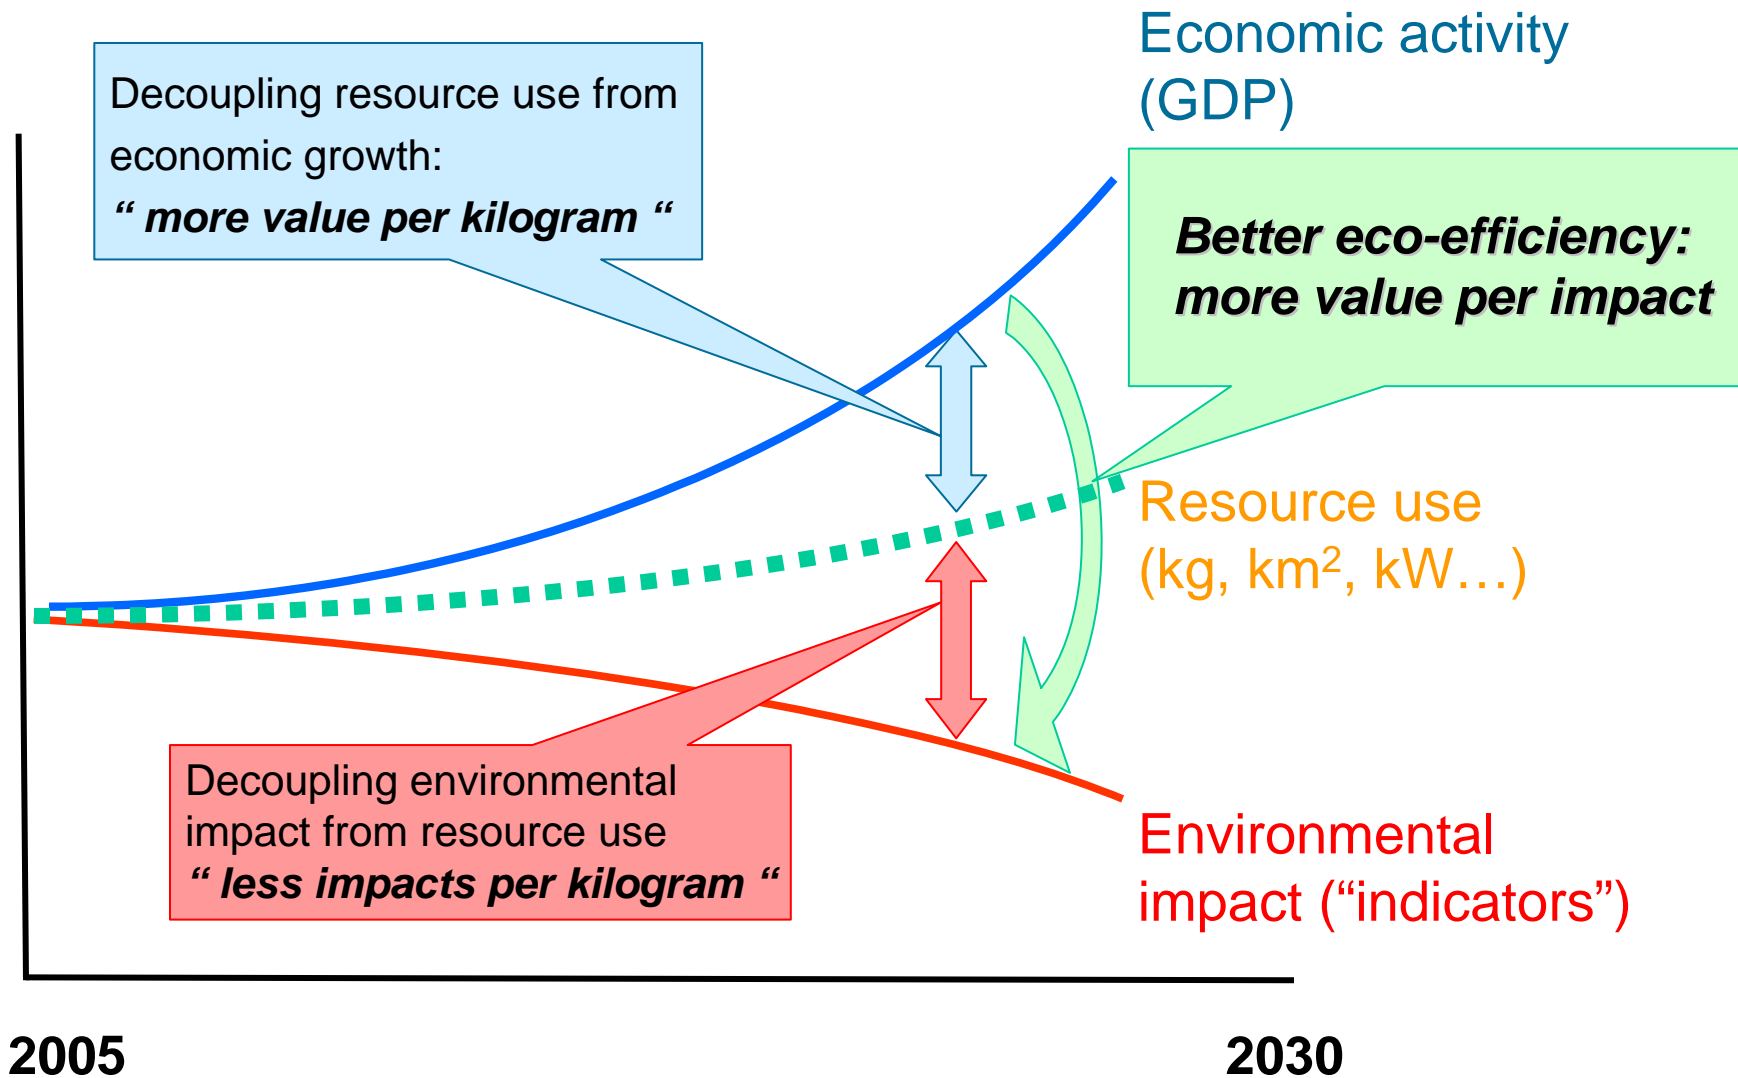 Economic activity
(GDP)
Decoupling resource use from
economic growth:
“ more value per kilogram “
Better eco-efficiency:
more value per impact
Resource use
(kg, km², kW…)
Decoupling environmental
impact from resource use
“ less impacts per kilogram “
Environmental
impact (“indicators”)
2005
2030